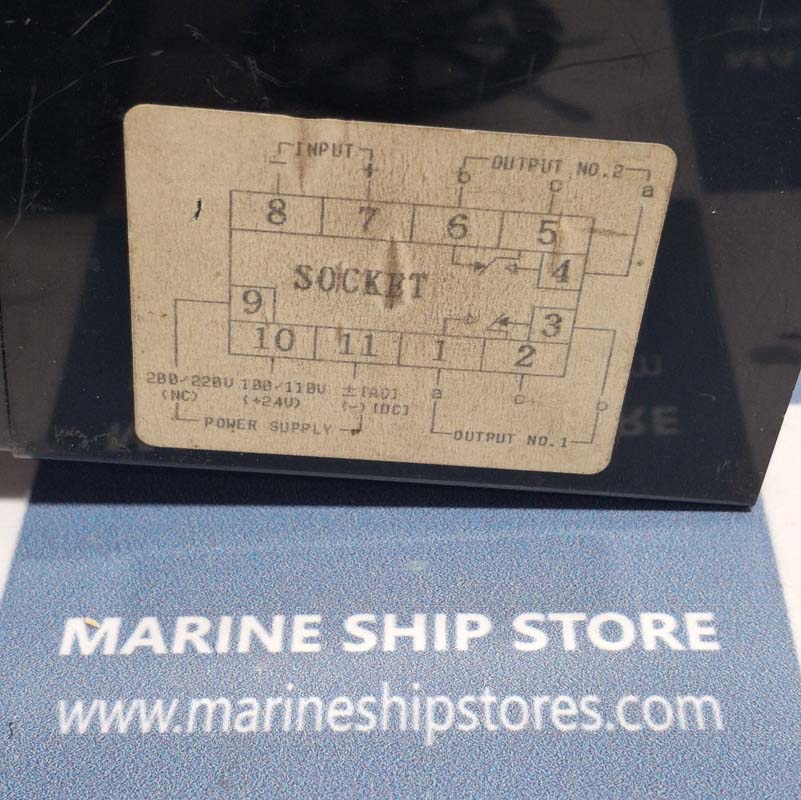 INPUT
OUTPUT NO.2
- + b c a
8 7 6 5
4
SOCKET
9 3
10 11 1 2
200/220V 100/110V ± [AC] a c b
(NC) (+24V) (-) [DC]
POWER SUPPLY
OUTPUT NO.1
MARINE SHIP STORE
www.marineshipstores.com